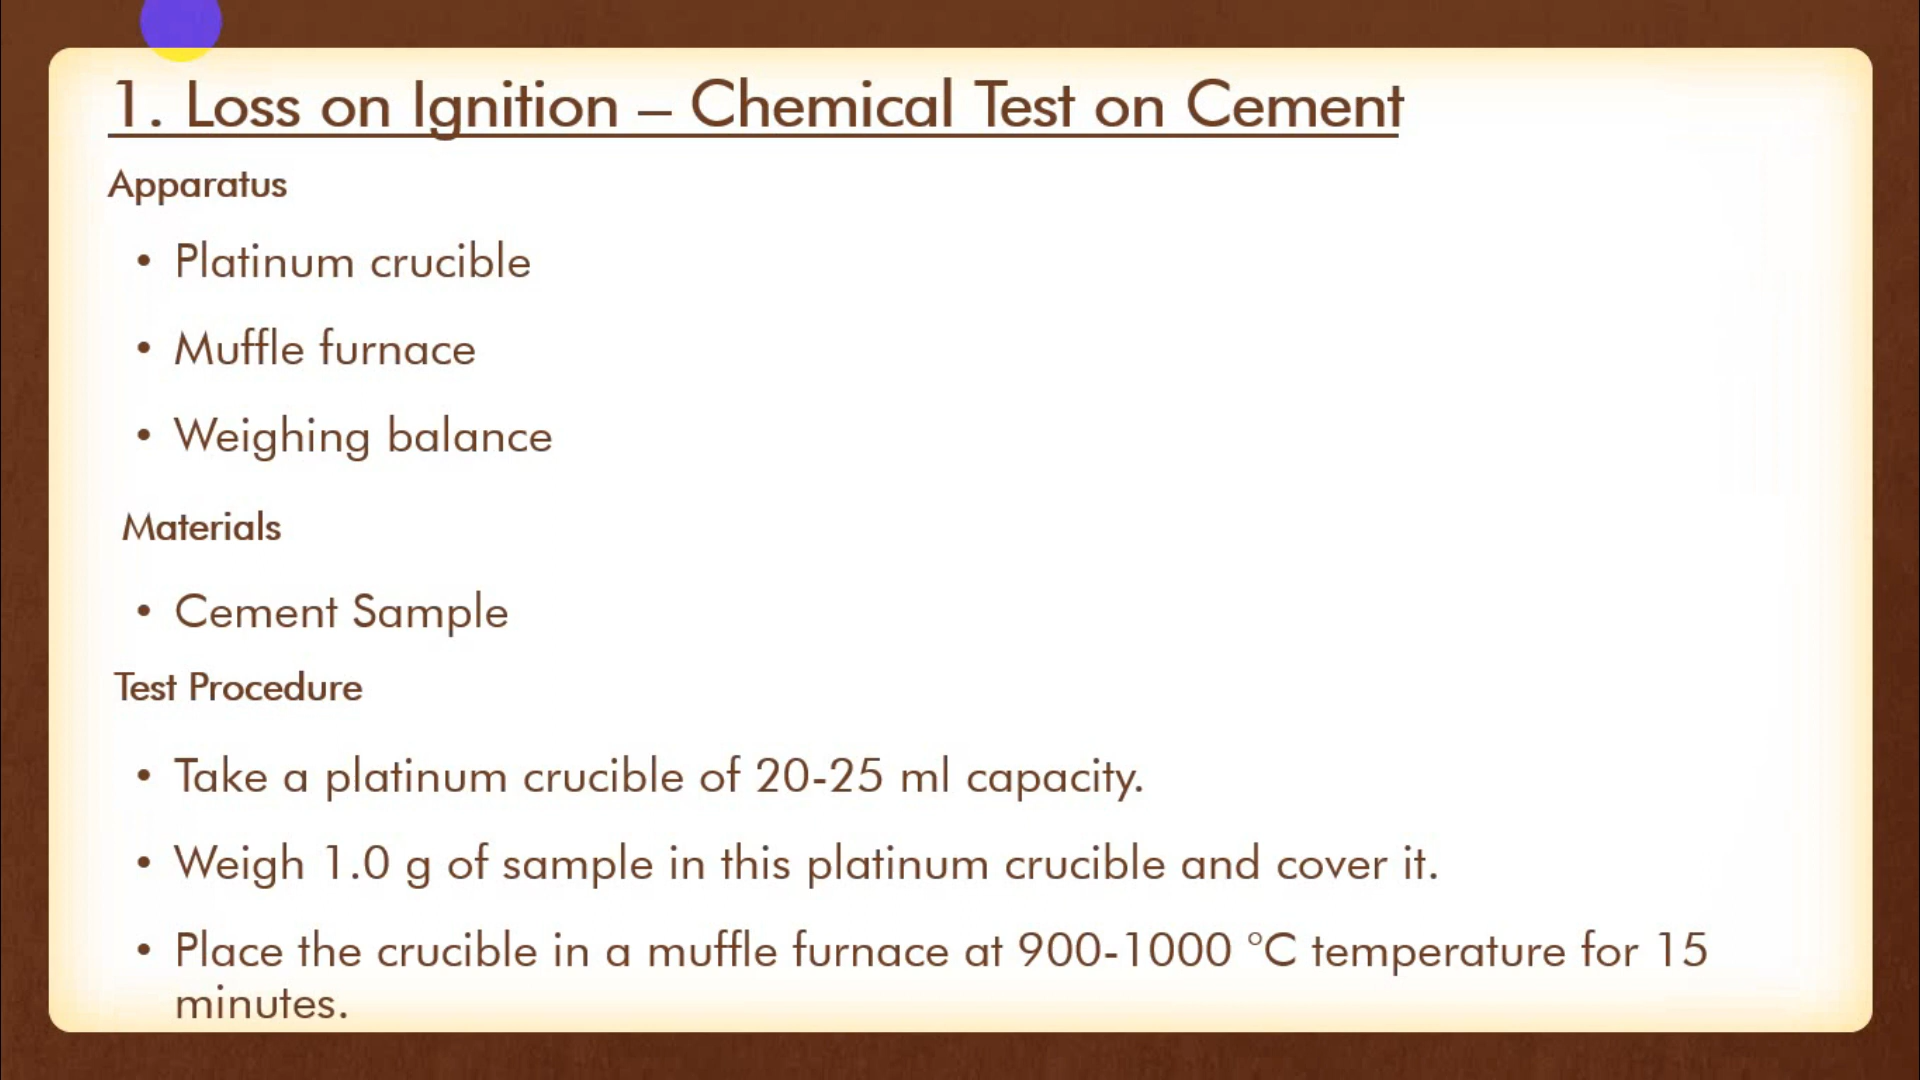 1. Loss on Ignition – Chemical Test on Cement
Apparatus
• Platinum crucible
• Muffle furnace
• Weighing balance
Materials
• Cement Sample
Test Procedure
• Take a platinum crucible of 20-25 ml capacity.
• Weigh 1.0 g of sample in this platinum crucible and cover it.
• Place the crucible in a muffle furnace at 900-1000 °C temperature for 15
minutes.